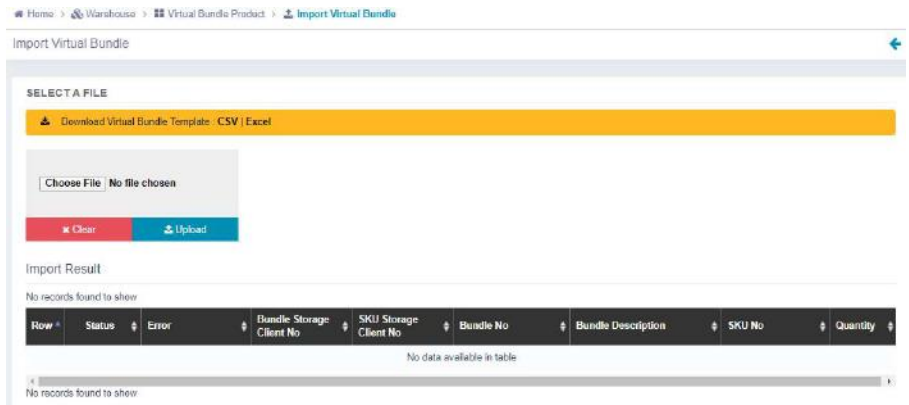 Home > Warehouse > Virtual Bundle Product > Import Virtual Bundle
Import Virtual Bundle
SELECT A FILE
Download Virtual Bundle Template : CSV | Excel
Choose File No file chosen
Clear Upload
Import Result
No records found to show
Row Status Error Bundle Storage Client No SKU Storage Client No Bundle No Bundle Description SKU No Quantity
No data available in table
No records found to show